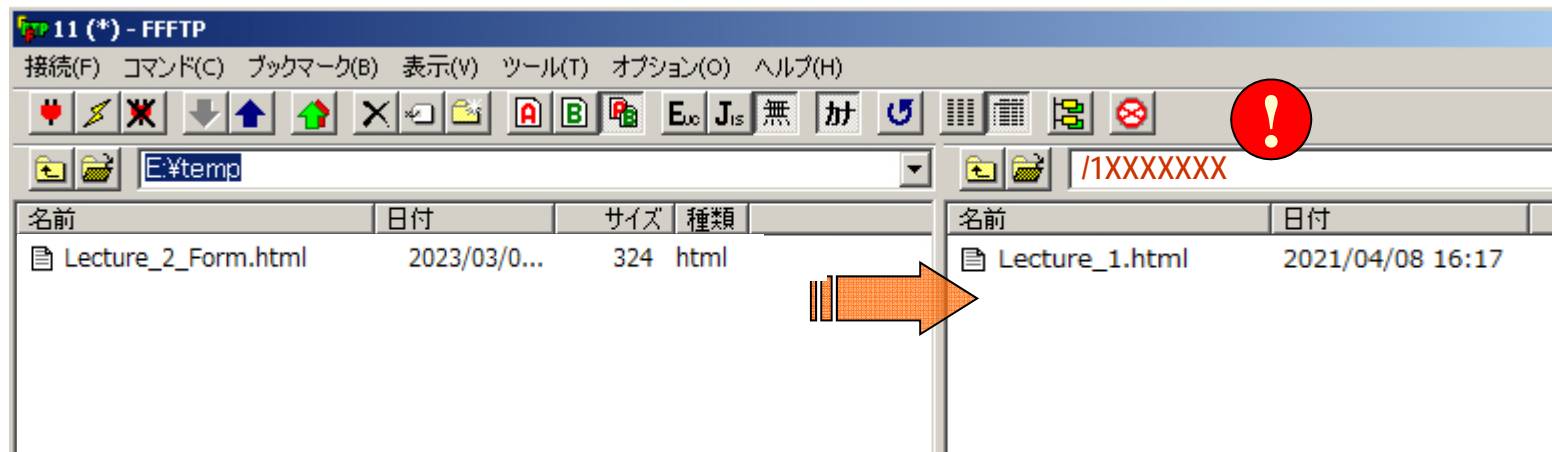 11 (*) - FFFTP
接続(F) コマンド(C) ブックマーク(B) 表示(V) ツール(T) オプション(O) ヘルプ(H)
A B Euc JIS 無 カナ !
E:¥temp /1XXXXXXX
名前 日付 サイズ 種類 名前 日付
Lecture_2_Form.html 2023/03/0... 324 html Lecture_1.html 2021/04/08 16:17